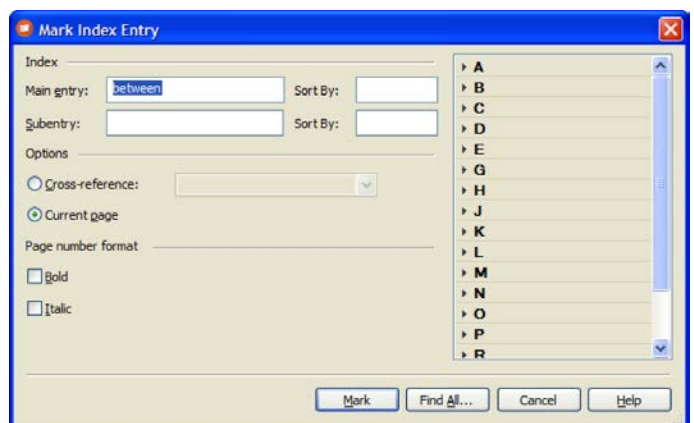 Mark Index Entry
Index
Main entry: between Sort By:
Subentry: Sort By:
Options
Cross-reference:
Current page
Page number format
Bold
Italic
A
B
C
D
E
G
H
J
K
L
M
N
O
P
R
Mark Find All... Cancel Help